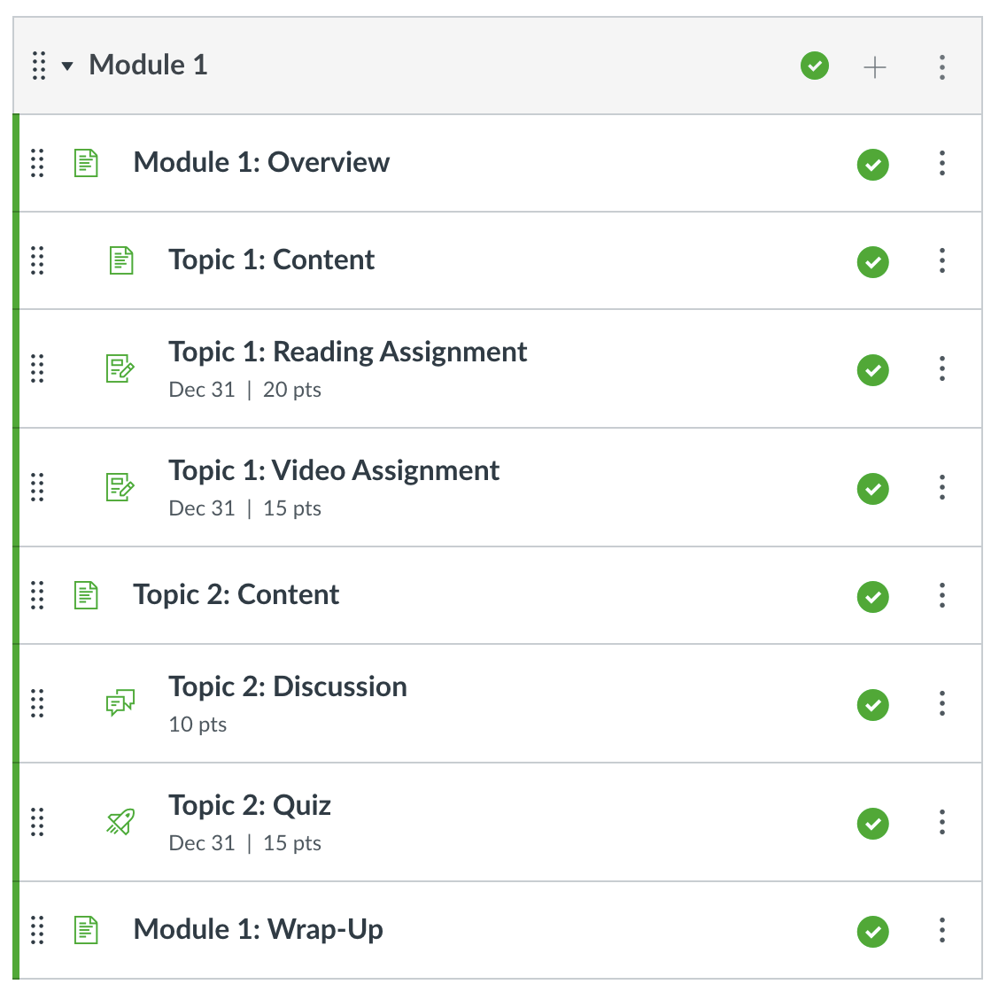 Module 1
Module 1: Overview
Topic 1: Content
Topic 1: Reading Assignment
Dec 31 | 20 pts
Topic 1: Video Assignment
Dec 31 | 15 pts
Topic 2: Content
Topic 2: Discussion
10 pts
Topic 2: Quiz
Dec 31 | 15 pts
Module 1: Wrap-Up